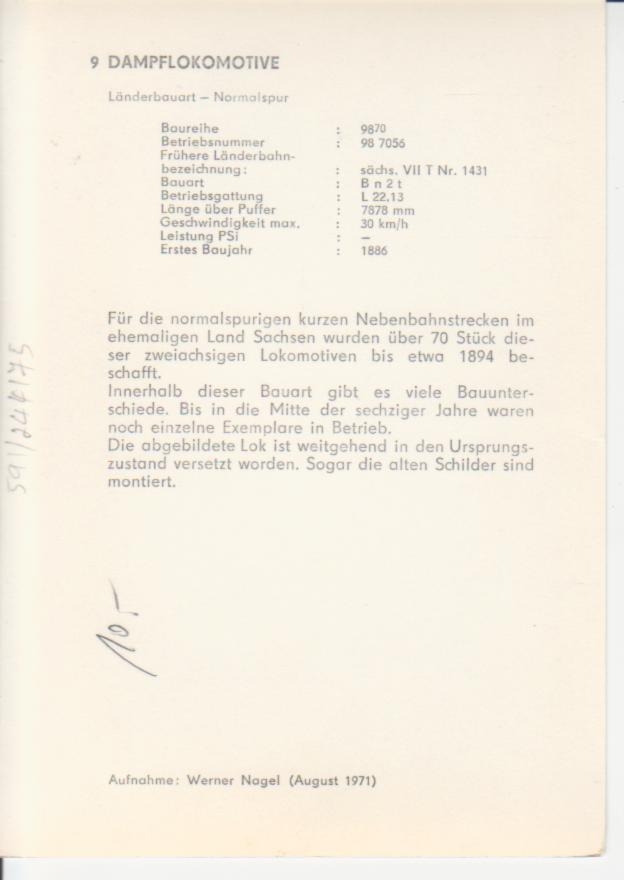 9 DAMPFLOKOMOTIVE
Länderbauart – Normalspur
Baureihe : 9870
Betriebsnummer : 98 7056
Frühere Länderbahn-
bezeichnung: : sächs. VII T Nr. 1431
Bauart : B n 2 t
Betriebsgattung : L 22.13
Länge über Puffer : 7878 mm
Geschwindigkeit max. : 30 km/h
Leistung PSi : –
Erstes Baujahr : 1886
Für die normalspurigen kurzen Nebenbahnstrecken im
ehemaligen Land Sachsen wurden über 70 Stück die-
ser zweiachsigen Lokomotiven bis etwa 1894 be-
schafft.
Innerhalb dieser Bauart gibt es viele Bauunter-
schiede. Bis in die Mitte der sechziger Jahre waren
noch einzelne Exemplare in Betrieb.
Die abgebildete Lok ist weitgehend in den Ursprungs-
zustand versetzt worden. Sogar die alten Schilder sind
montiert.
591/244/75
10,-
Aufnahme: Werner Nagel (August 1971)